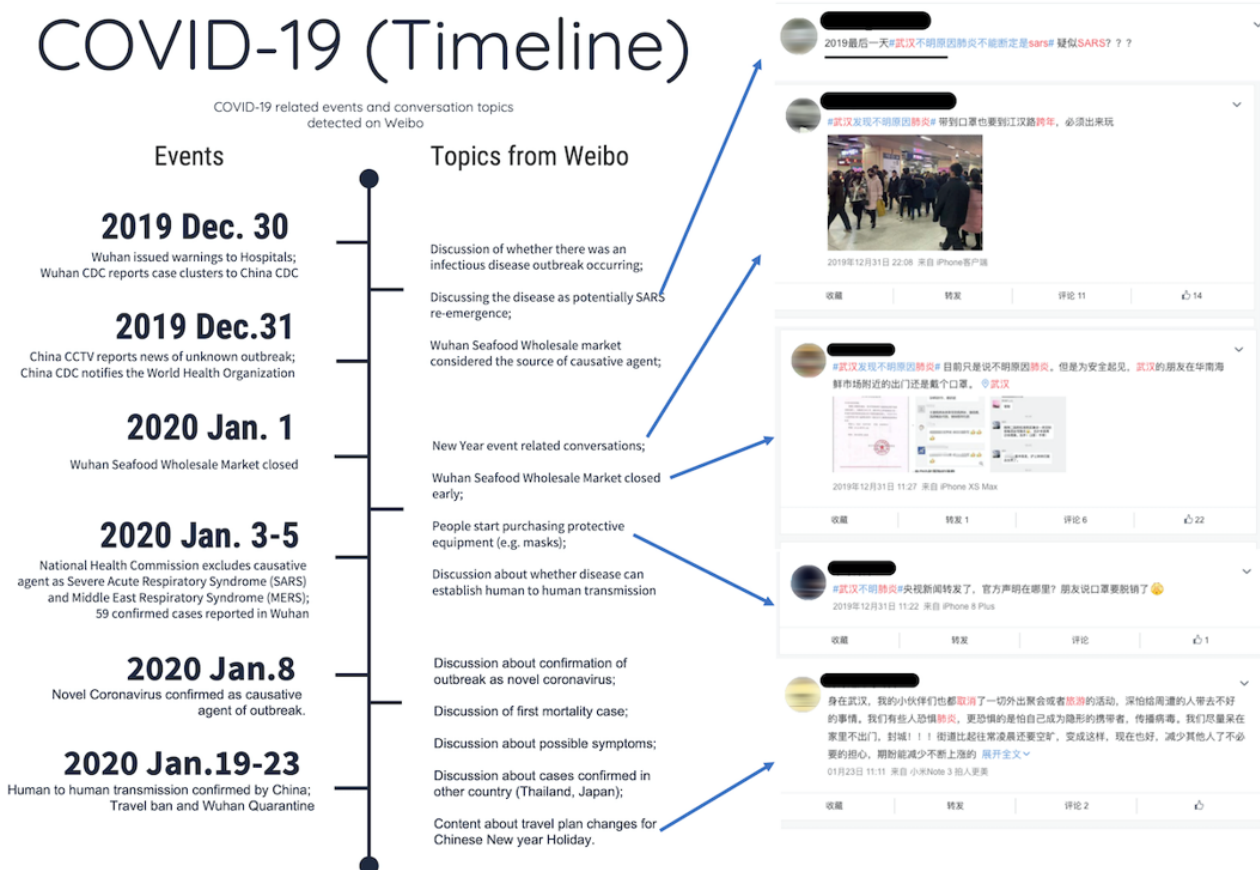 COVID-19 (Timeline)
COVID-19 related events and conversation topics
detected on Weibo
Events
2019 Dec. 30
Wuhan issued warnings to Hospitals;
Wuhan CDC reports case clusters to China CDC
2019 Dec.31
China CCTV reports news of unknown outbreak;
China CDC notifies the World Health Organization
2020 Jan. 1
Wuhan Seafood Wholesale Market closed
2020 Jan. 3-5
National Health Commission excludes causative
agent as Severe Acute Respiratory Syndrome (SARS)
and Middle East Respiratory Syndrome (MERS);
59 confirmed cases reported in Wuhan
2020 Jan.8
Novel Coronavirus confirmed as causative
agent of outbreak.
2020 Jan.19-23
Human to human transmission confirmed by China;
Travel ban and Wuhan Quarantine
Topics from Weibo
Discussion of whether there was an
infectious disease outbreak occurring;
Discussing the disease as potentially SARS
re-emergence;
Wuhan Seafood Wholesale market
considered the source of causative agent;
New Year event related conversations;
Wuhan Seafood Wholesale Market closed
early;
People start purchasing protective
equipment (e.g. masks);
Discussion about whether disease can
establish human to human transmission
Discussion about confirmation of
outbreak as novel coronavirus;
Discussion of first mortality case;
Discussion about possible symptoms;
Discussion about cases confirmed in
other country (Thailand, Japan);
Content about travel plan changes for
Chinese New year Holiday.
2019最后一天#武汉不明原因肺炎不能断定是sars# 疑似SARS？？？
#武汉发现不明原因肺炎# 带到口罩也要到江汉路跨年，必须出来玩
2019年12月31日 22:08 来自 iPhone客户端
收藏 转发 评论 11 14
#武汉发现不明原因肺炎# 目前只是说不明原因肺炎。但是为安全起见，武汉的朋友在华南海
鲜市场附近的出门还是戴个口罩。 武汉
2019年12月31日 11:27 来自 iPhone XS Max
收藏 转发 1 评论 6 22
#武汉不明肺炎#央视新闻转发了，官方声明在哪里？朋友说口罩要脱销了
2019年12月31日 11:22 来自 iPhone 8 Plus
收藏 转发 评论 1
身在武汉，我的小伙伴们也都取消了一切外出聚会或者旅游的活动，深怕给周遭的人带去不好
的事情。我们有些人恐惧肺炎，更恐惧的是怕自己成为隐形的携带者，传播病毒。我们尽量呆在
家里不出门，封城！！！街道比起往常凌晨还要空旷，变成这样，现在也好，减少其他人了不必
要的担心，期盼能减少不断上涨的 展开全文
01月23日 11:11 来自 小米Note 3 拍人更美
收藏 转发 评论 2